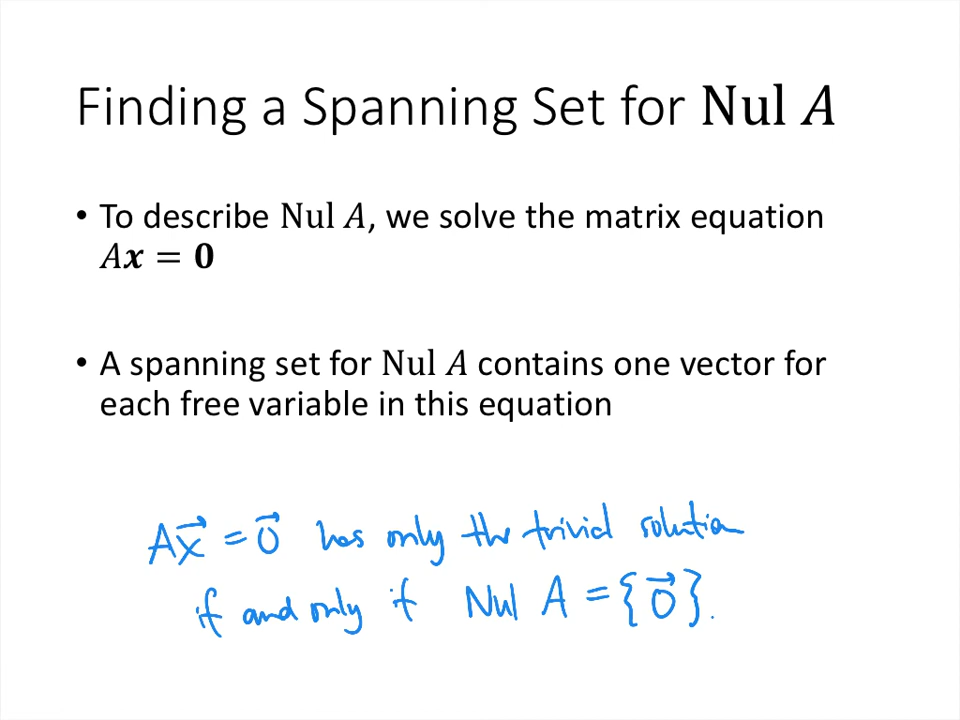 Finding a Spanning Set for Nul A
• To describe Nul A, we solve the matrix equation
Ax = 0
• A spanning set for Nul A contains one vector for
each free variable in this equation
Ax⃗ = 0⃗ has only the trivial solution
if and only if Nul A = {0⃗}.